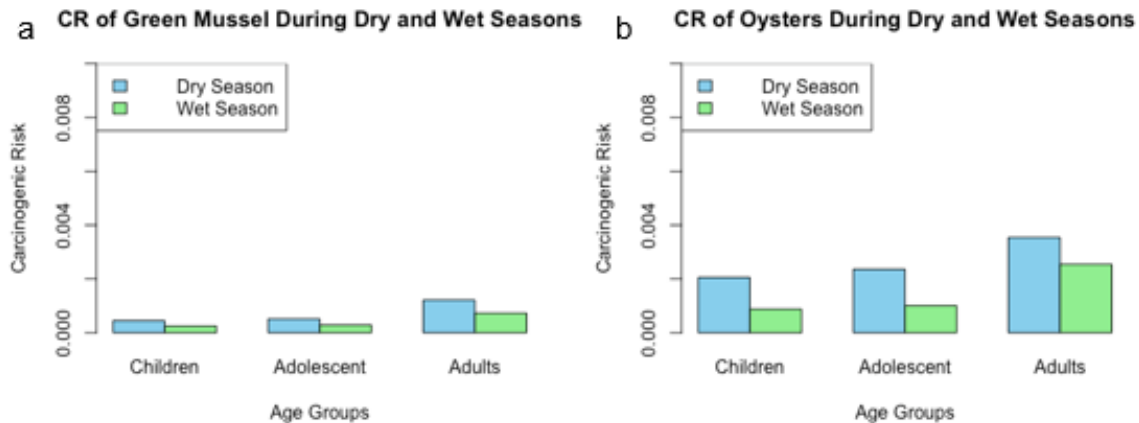 a
CR of Green Mussel During Dry and Wet Seasons
Dry Season
Wet Season
Carcinogenic Risk
0.008
0.004
0.000
Children
Adolescent
Adults
Age Groups
b
CR of Oysters During Dry and Wet Seasons
Dry Season
Wet Season
Carcinogenic Risk
0.008
0.004
0.000
Children
Adolescent
Adults
Age Groups